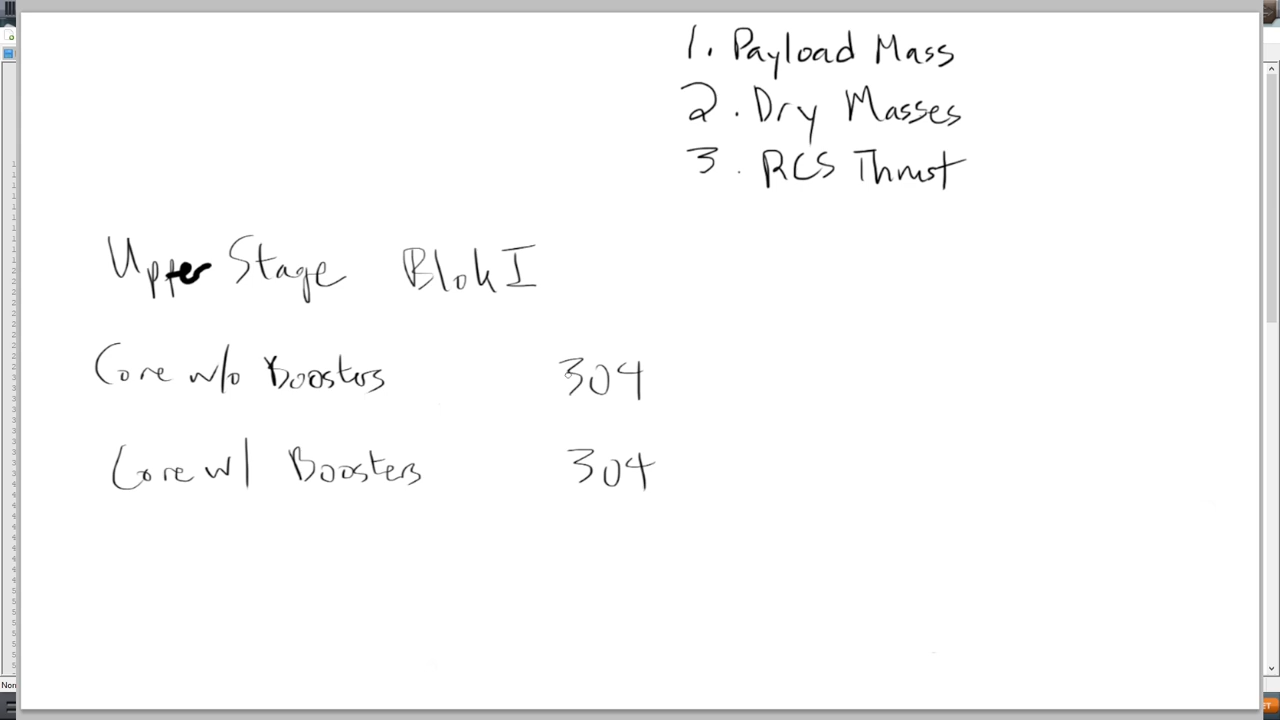 1. Payload Mass
2. Dry Masses
3. RCS Thrust
Upper Stage Blok I
Core w/o Boosters 304
Core w/ Boosters 304